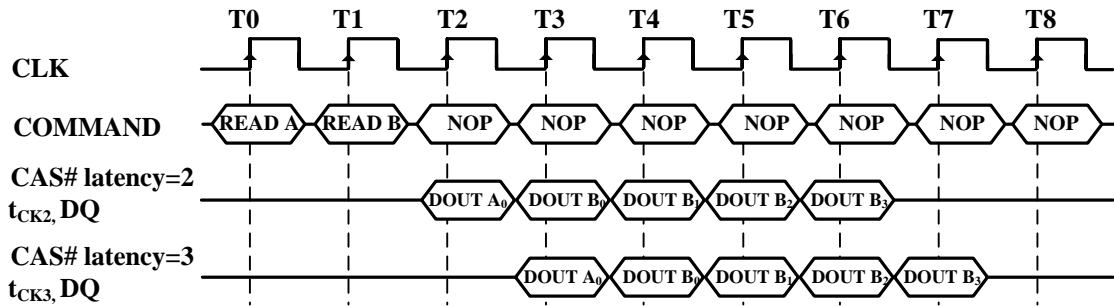 T0 T1 T2 T3 T4 T5 T6 T7 T8
CLK
COMMAND READ A READ B NOP NOP NOP NOP NOP NOP NOP
CAS# latency=2
t_CK2, DQ DOUT A₀ DOUT B₀ DOUT B₁ DOUT B₂ DOUT B₃
CAS# latency=3
t_CK3, DQ DOUT A₀ DOUT B₀ DOUT B₁ DOUT B₂ DOUT B₃